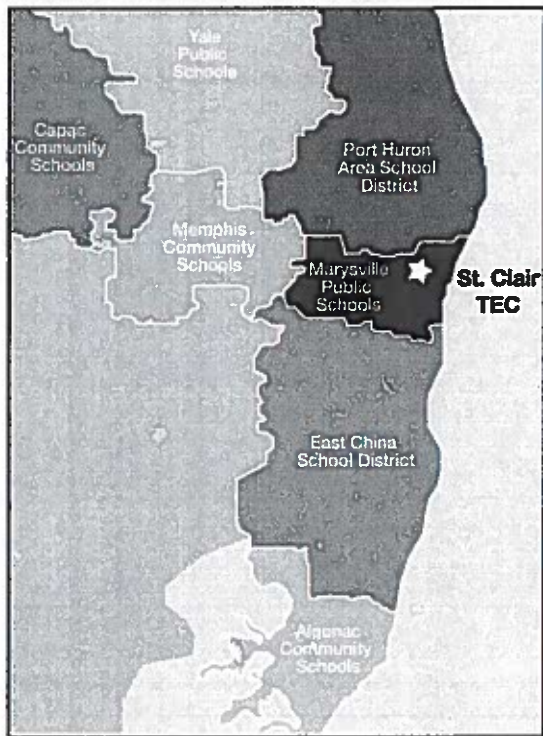 Yale
Public
Schools
Capac
Community
Schools
Port Huron
Area School
District
Memphis
Community
Schools
Marysville
Public
Schools
St. Clair
TEC
East China
School District
Algonac
Community
Schools